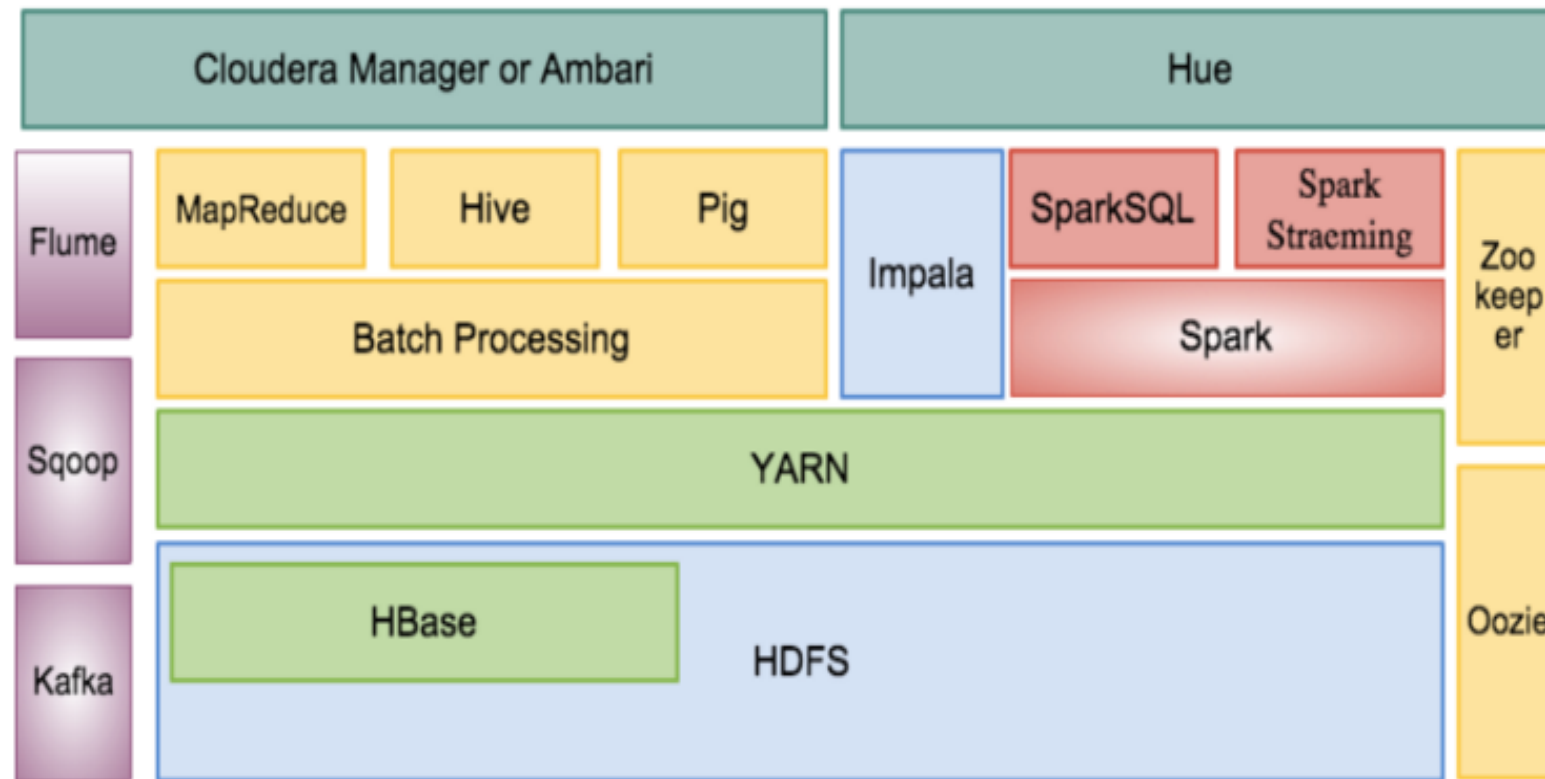 Cloudera Manager or Ambari
Hue
Flume
MapReduce
Hive
Pig
Impala
SparkSQL
Spark
Straeming
Zoo
keep
er
Batch Processing
Spark
Sqoop
YARN
Kafka
HBase
HDFS
Oozie